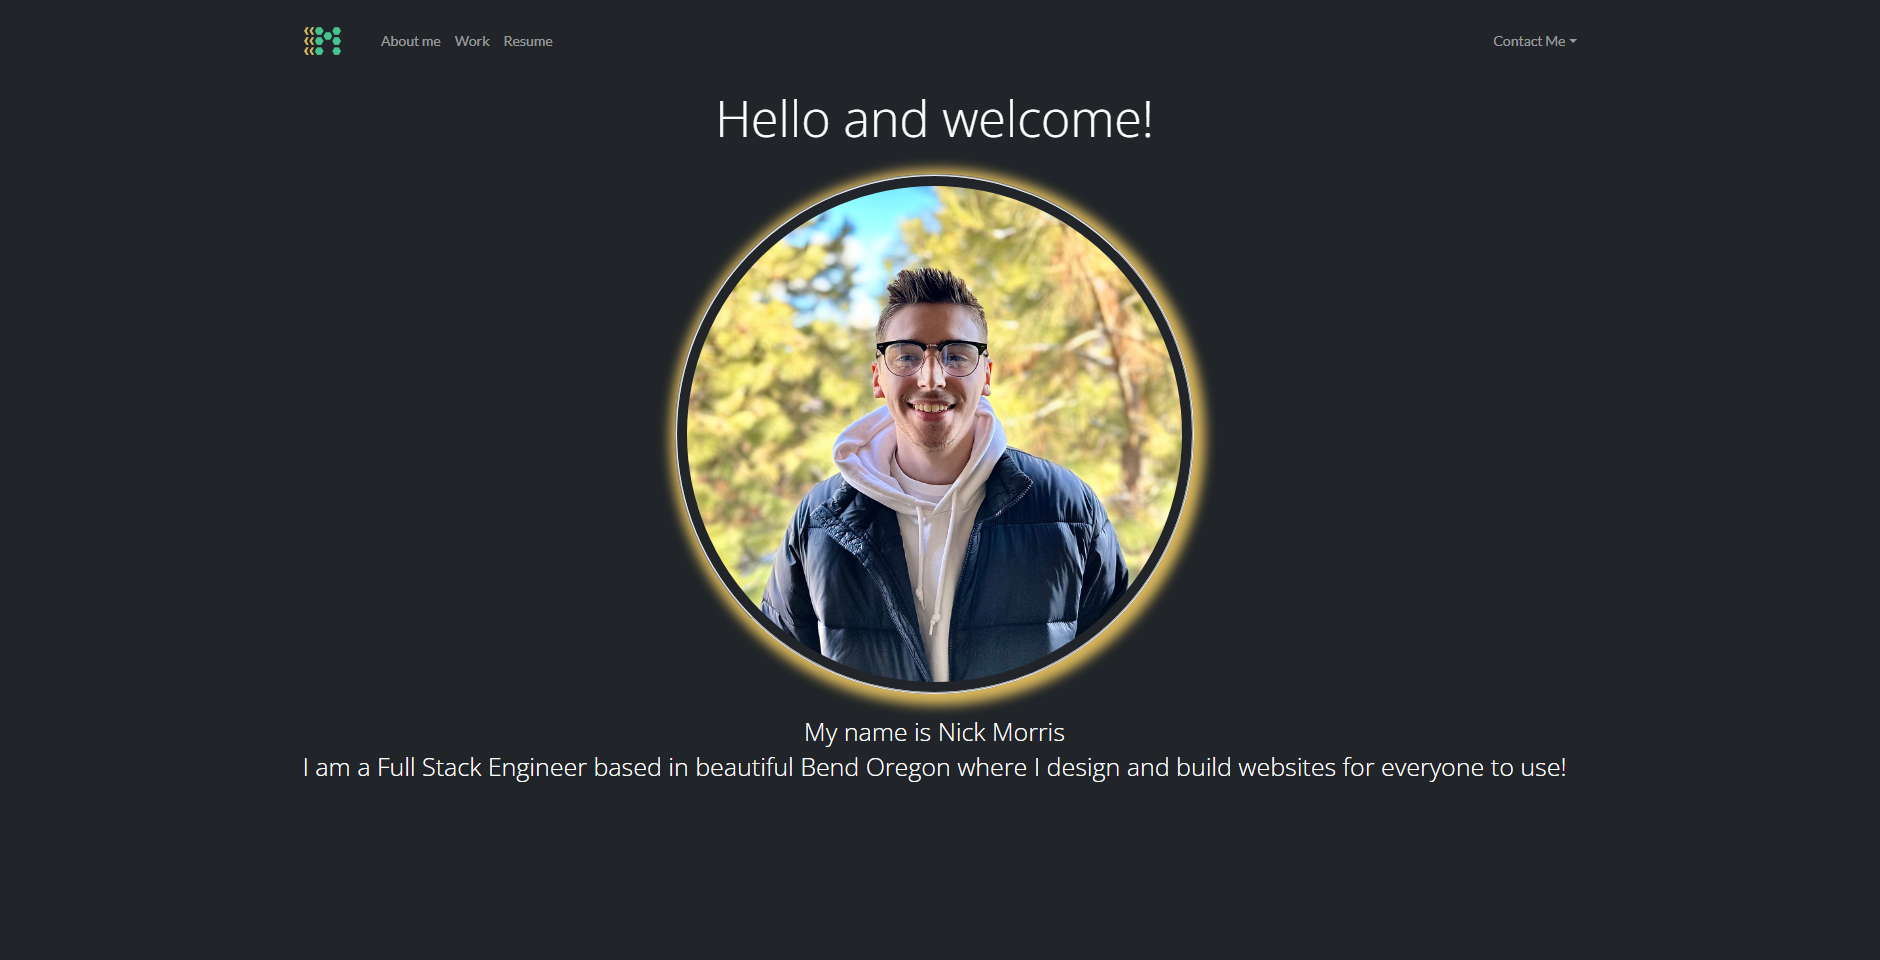 About me Work Resume Contact Me
Hello and welcome!
My name is Nick Morris
I am a Full Stack Engineer based in beautiful Bend Oregon where I design and build websites for everyone to use!